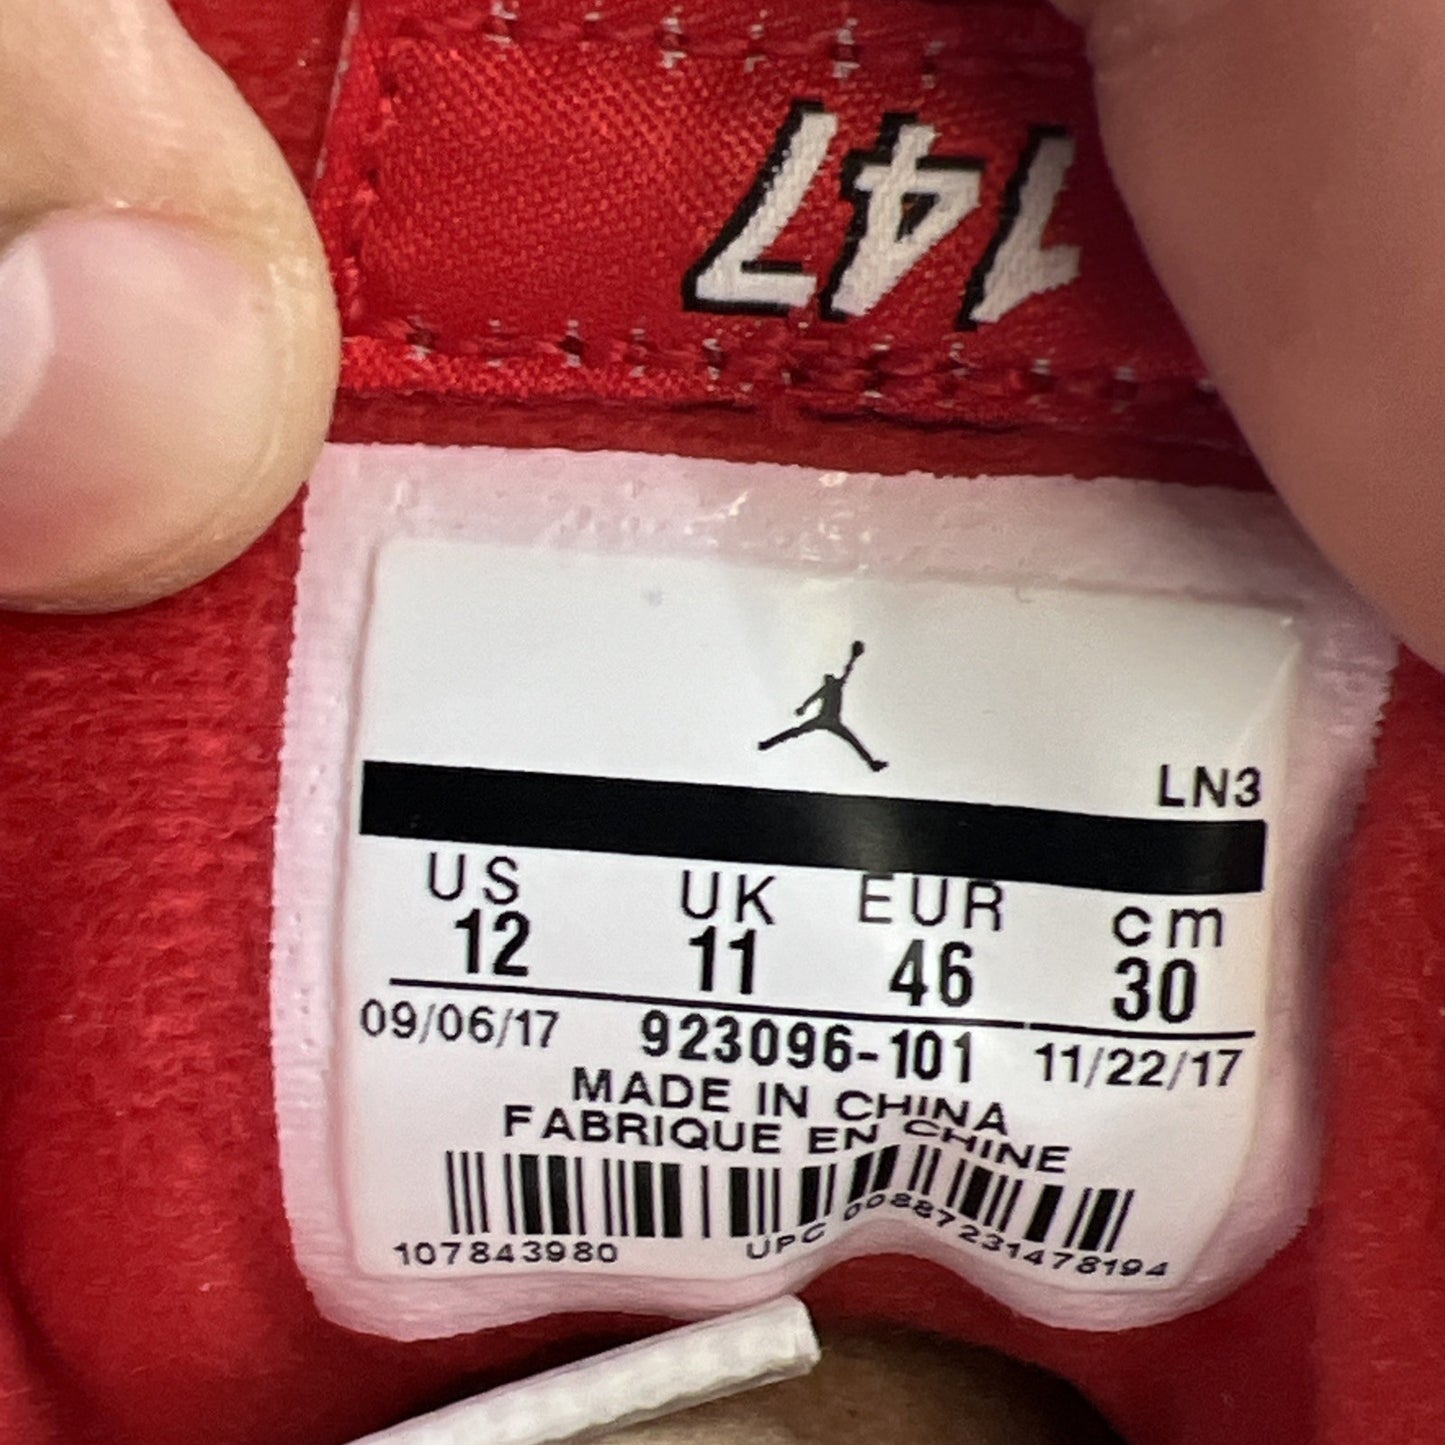 147
LN3
US UK EUR cm
12 11 46 30
09/06/17 923096-101 11/22/17
MADE IN CHINA
FABRIQUE EN CHINE
107843980 UPC 00887231478194